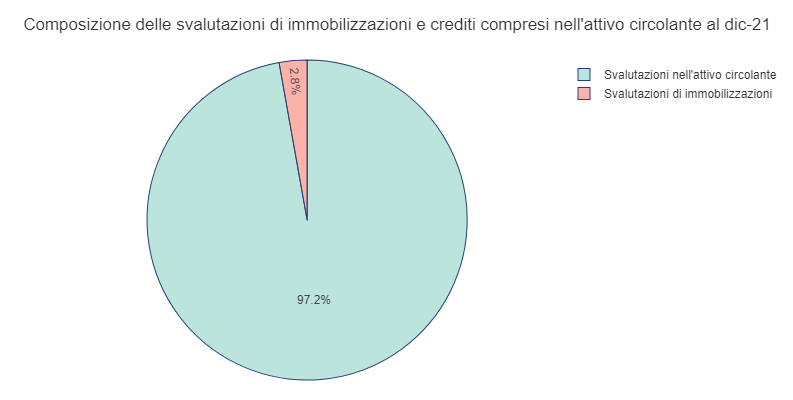 Composizione delle svalutazioni di immobilizzazioni e crediti compresi nell'attivo circolante al dic-21
Svalutazioni nell'attivo circolante
Svalutazioni di immobilizzazioni
2.8%
97.2%